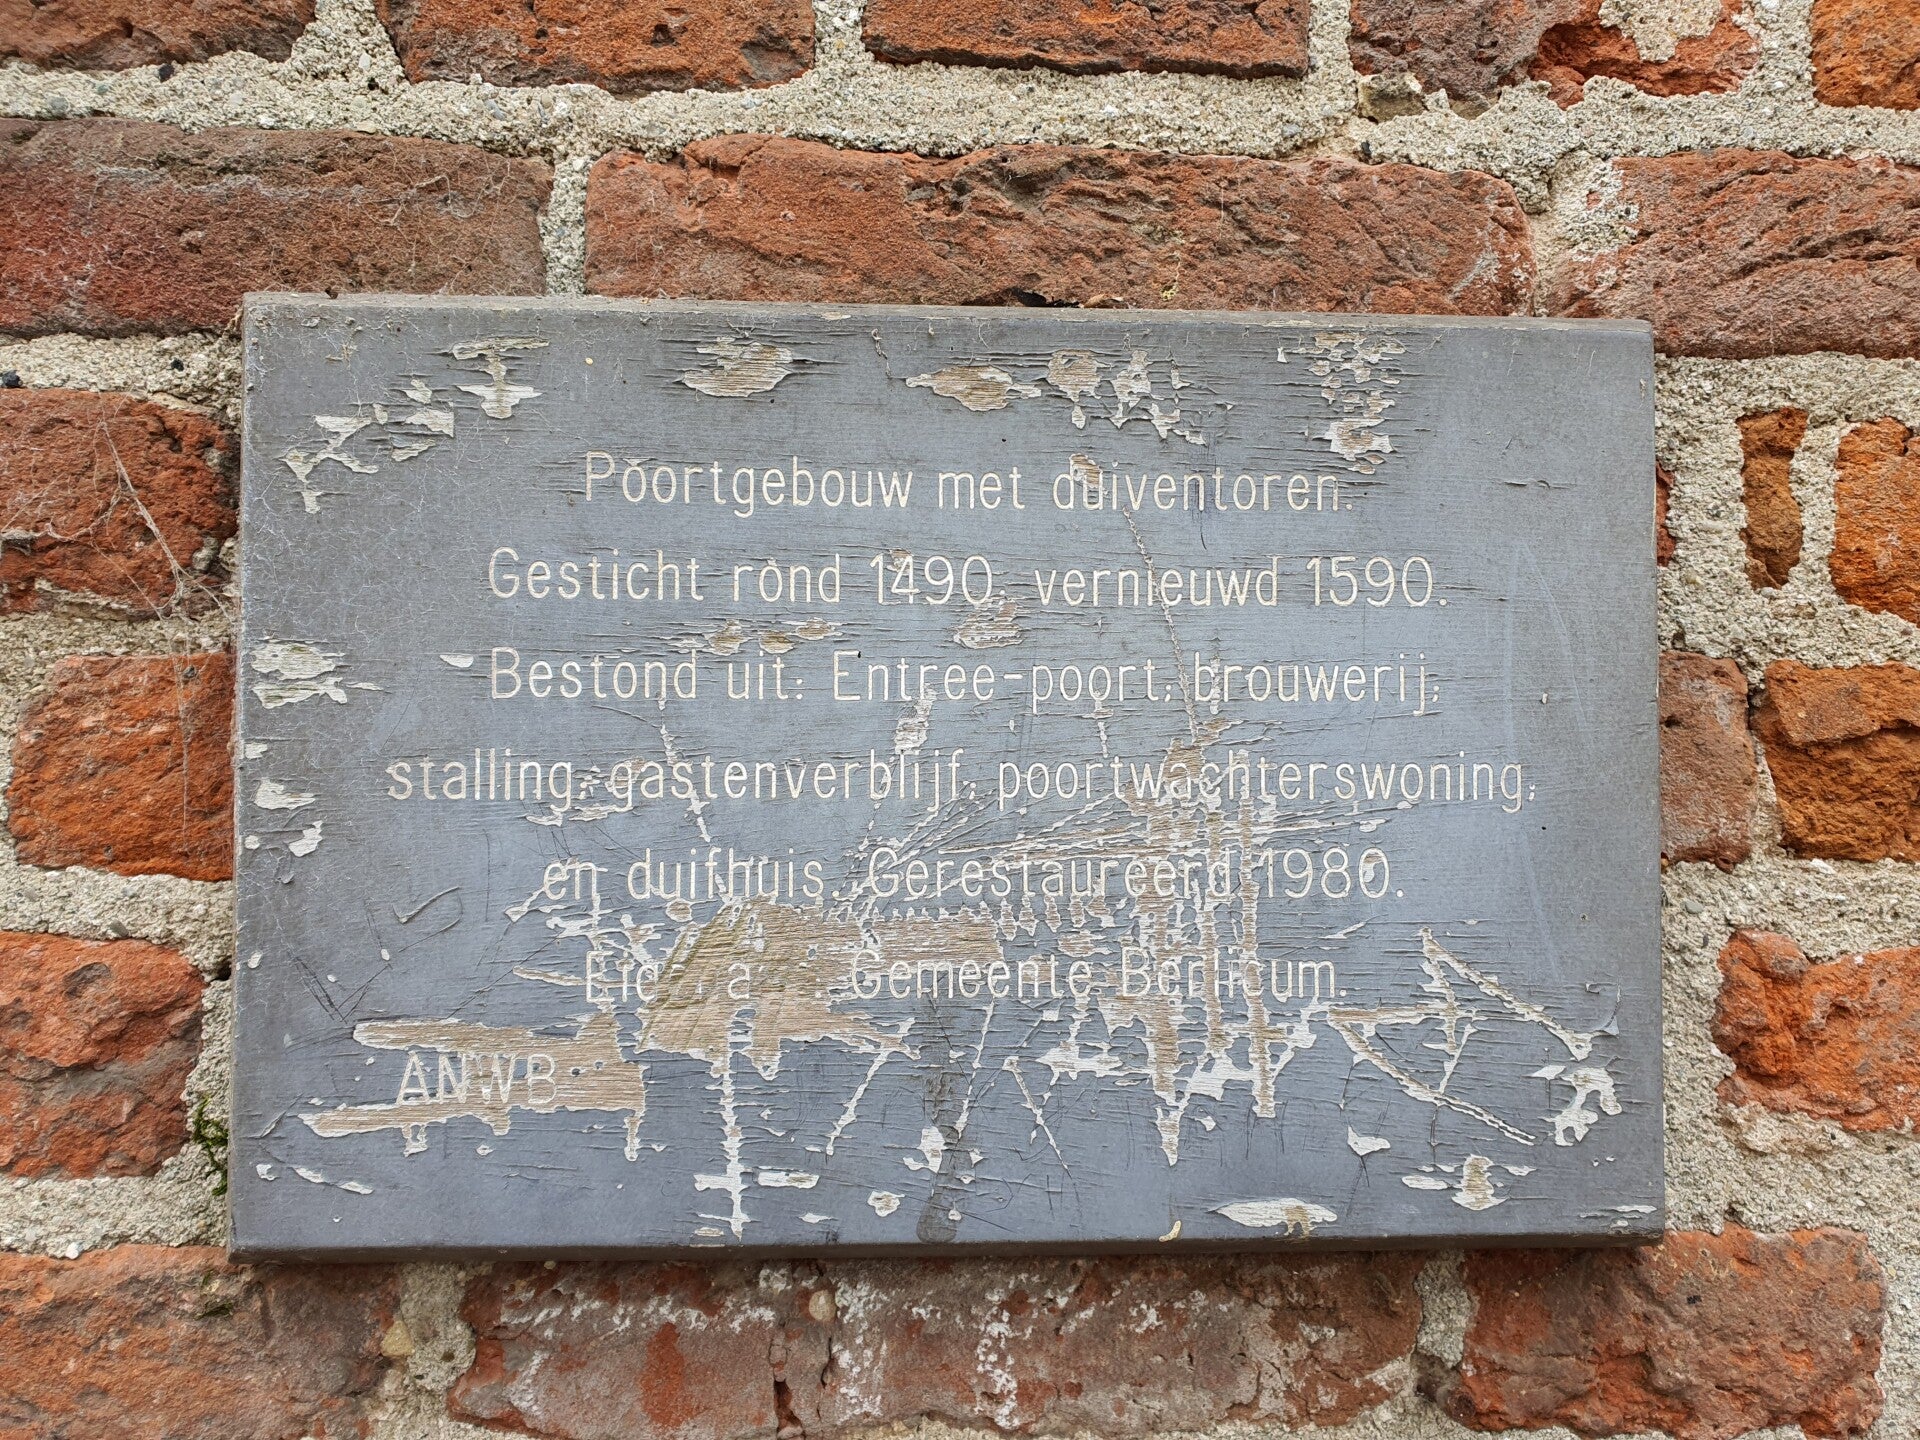 Poortgebouw met duiventoren.
Gesticht rond 1490; vernieuwd 1590.
Bestond uit: Entree-poort; brouwerij;
stalling; gastenverblijf; poortwachterswoning;
en duifhuis. Gerestaureerd 1980.
Gemeente Berlicum.
ANWB